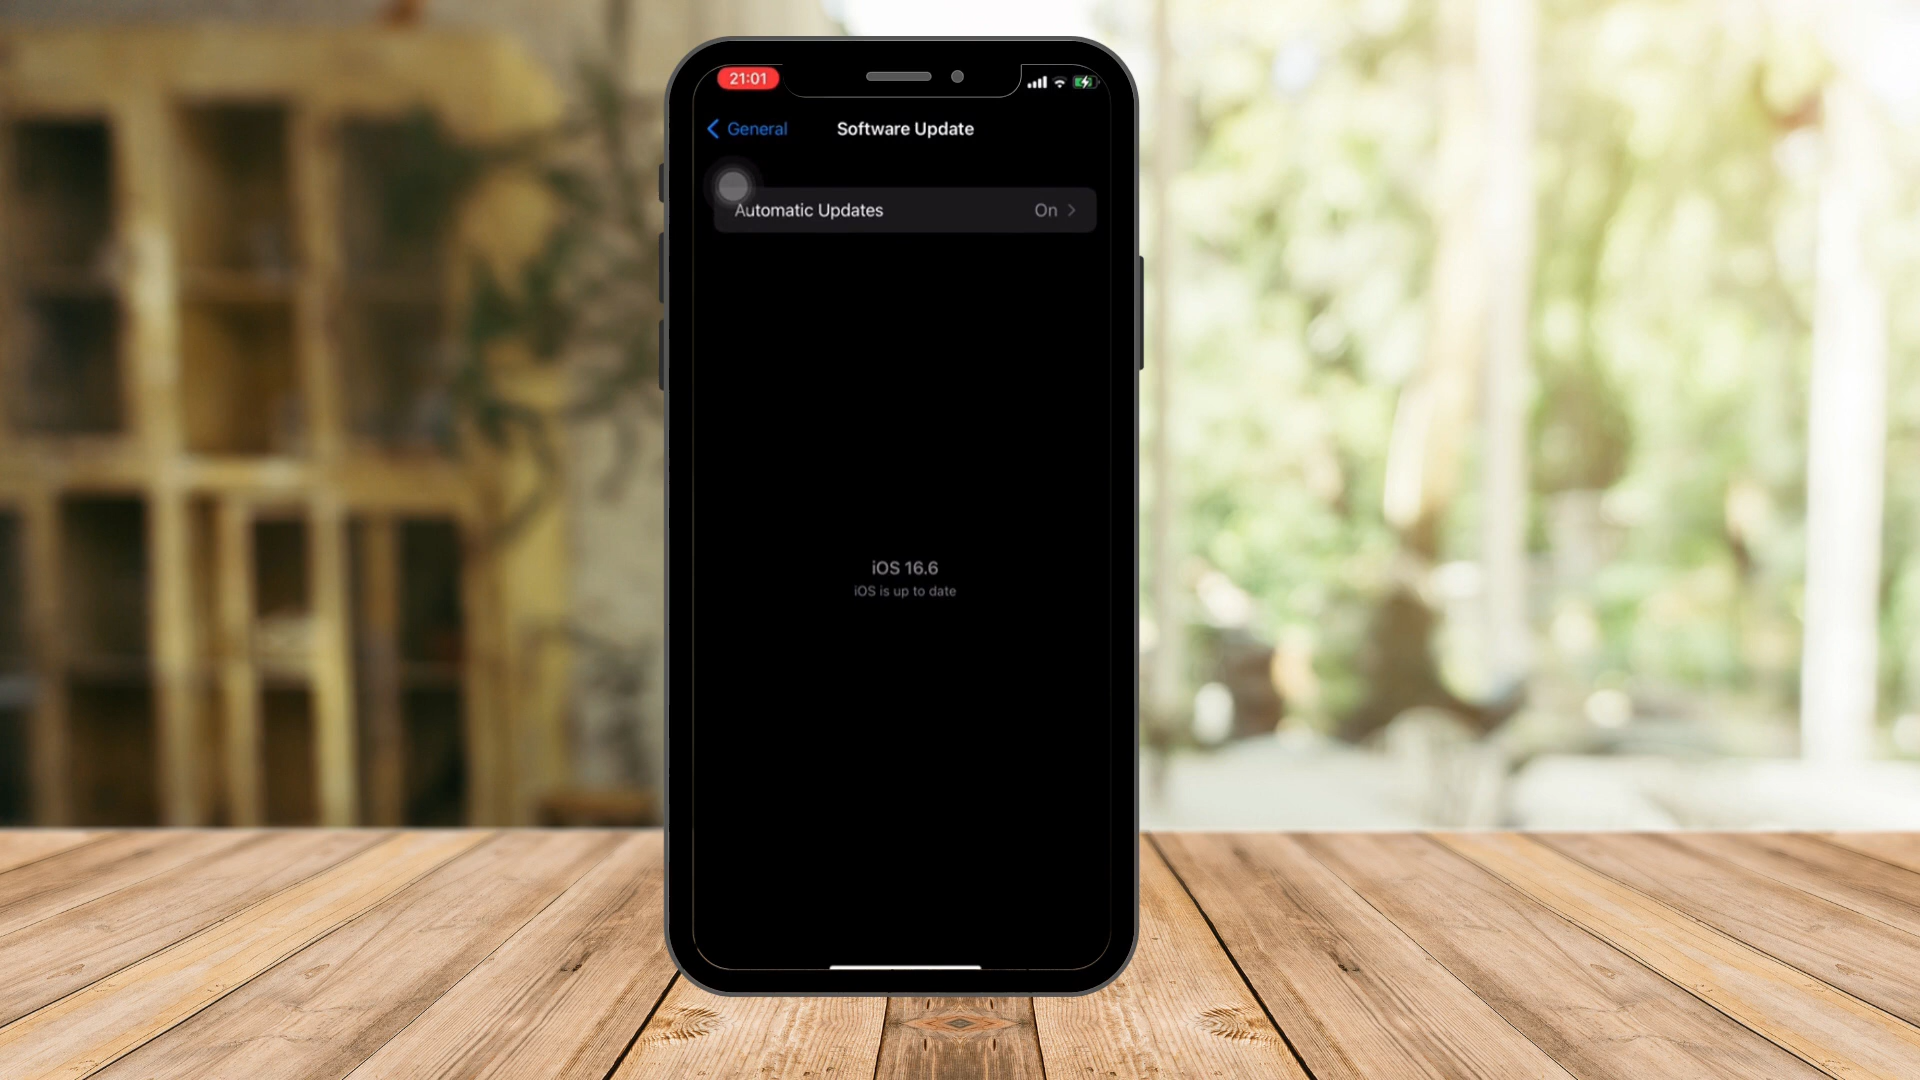 21:01
General
Software Update
Automatic Updates
On
iOS 16.6
iOS is up to date